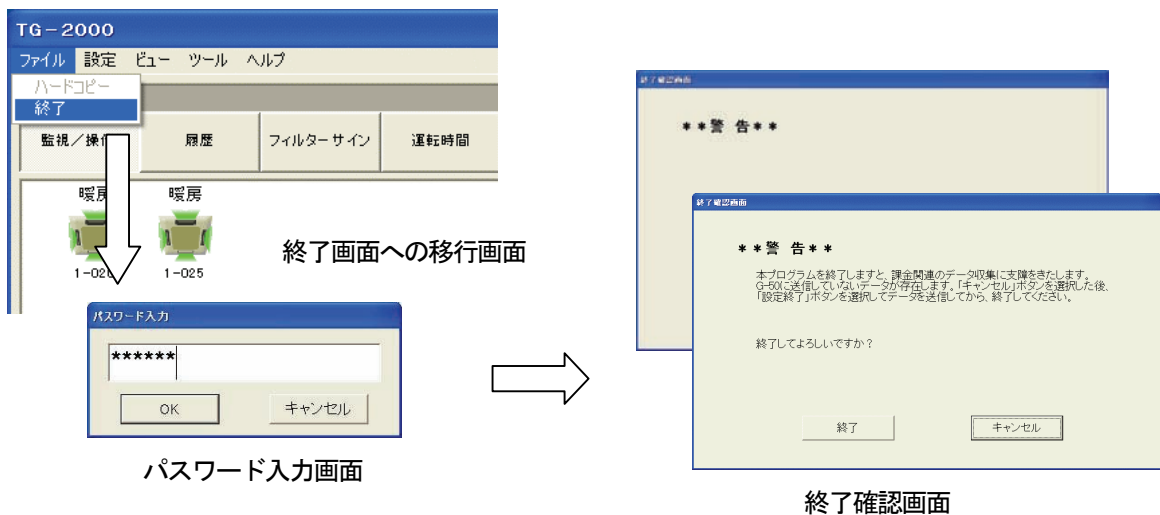 TG-2000
ファイル 設定 ビュー ツール ヘルプ
ハードコピー
終了
監視/操作 履歴 フィルターサイン 運転時間
暖房 暖房
1-026 1-025
終了画面への移行画面
パスワード入力
******
OK キャンセル
パスワード入力画面
終了確認画面
**警 告**
終了確認画面
**警 告**
本プログラムを終了しますと、課金関連のデータ収集に支障をきたします。
G-50に送信していないデータが存在します。「キャンセル」ボタンを選択した後、
「設定終了」ボタンを選択してデータを送信してから、終了してください。
終了してよろしいですか?
終了 キャンセル
終了確認画面